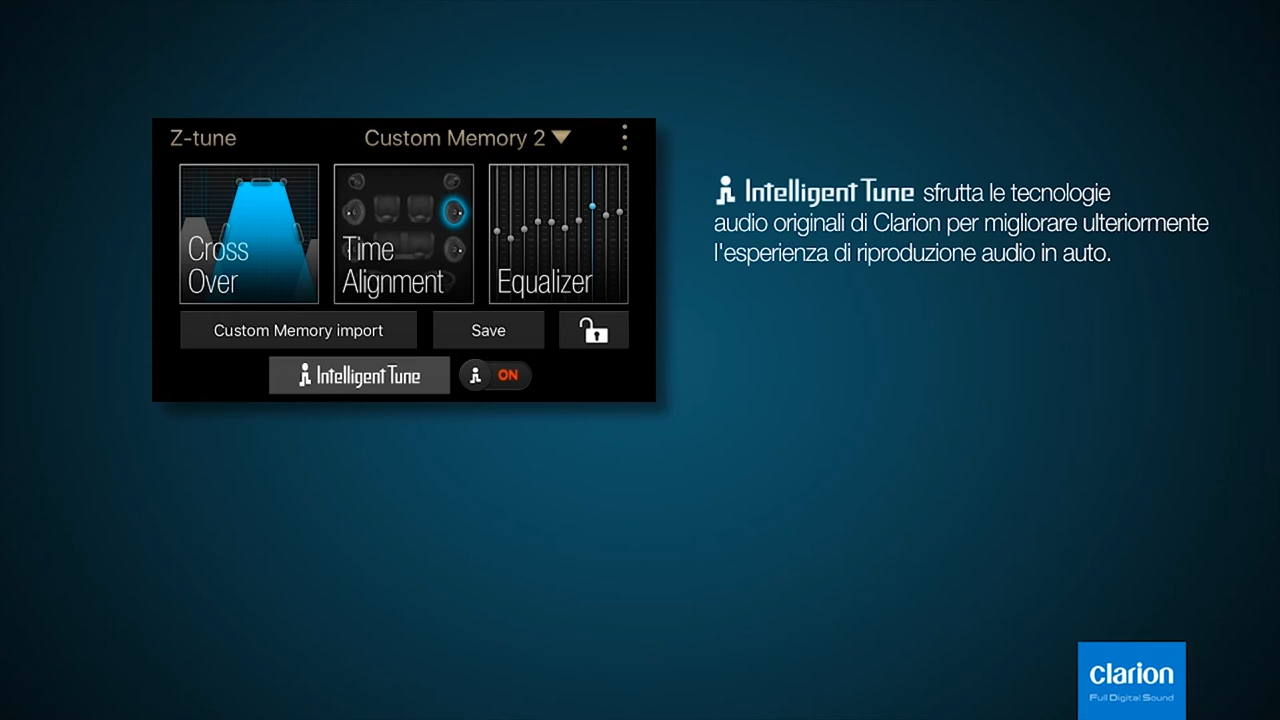 Z-tune
Custom Memory 2
Cross
Over
Time
Alignment
Equalizer
Custom Memory import
Save
Intelligent Tune
ON
Intelligent Tune sfrutta le tecnologie
audio originali di Clarion per migliorare ulteriormente
l'esperienza di riproduzione audio in auto.
clarion
Full Digital Sound